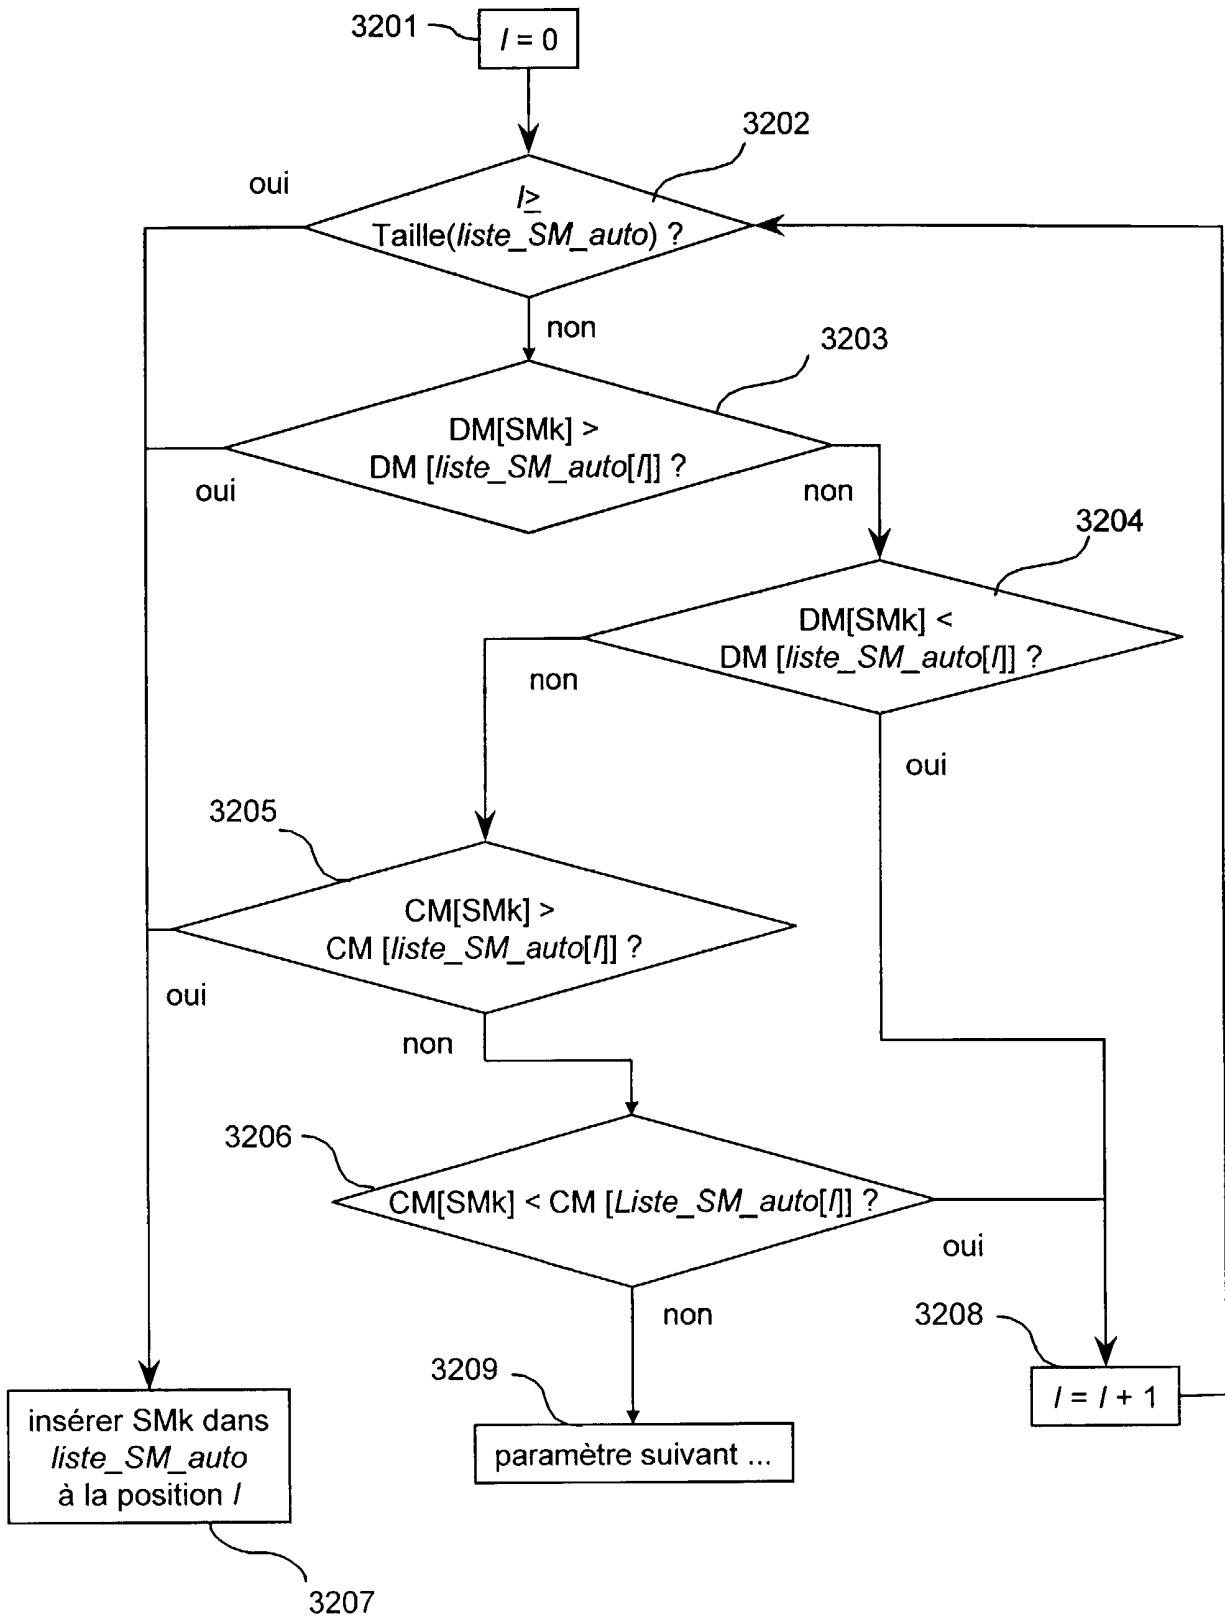 3201
l = 0
3202
oui
l≥
Taille(liste_SM_auto) ?
non
3203
DM[SMk] >
DM [liste_SM_auto[l]] ?
oui
non
3204
DM[SMk] <
DM [liste_SM_auto[l]] ?
non
oui
3205
CM[SMk] >
CM [liste_SM_auto[l]] ?
oui
non
3206
CM[SMk] < CM [Liste_SM_auto[l]] ?
oui
non
3208
3209
l = l + 1
insérer SMk dans
liste_SM_auto
à la position l
paramètre suivant ...
3207